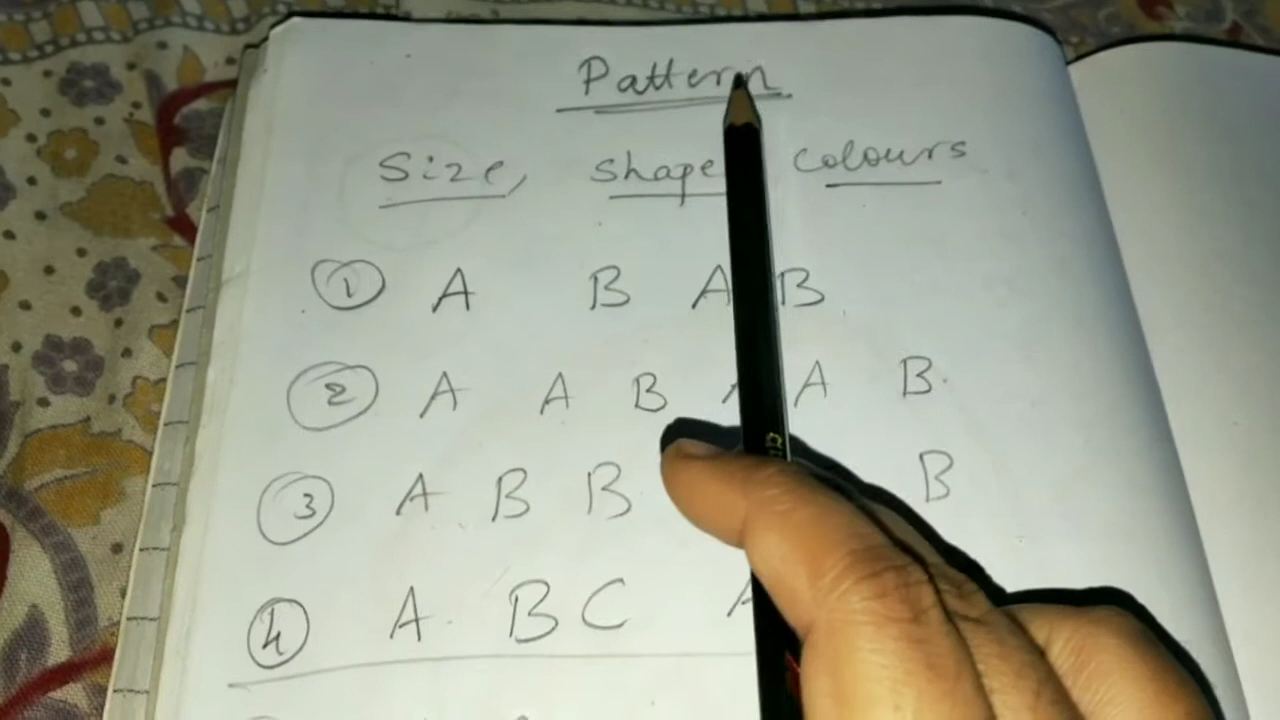 Pattern
Size, shape colours
1 A B A B
2 A A B A A B.
3 A B B B
4 A. B C A